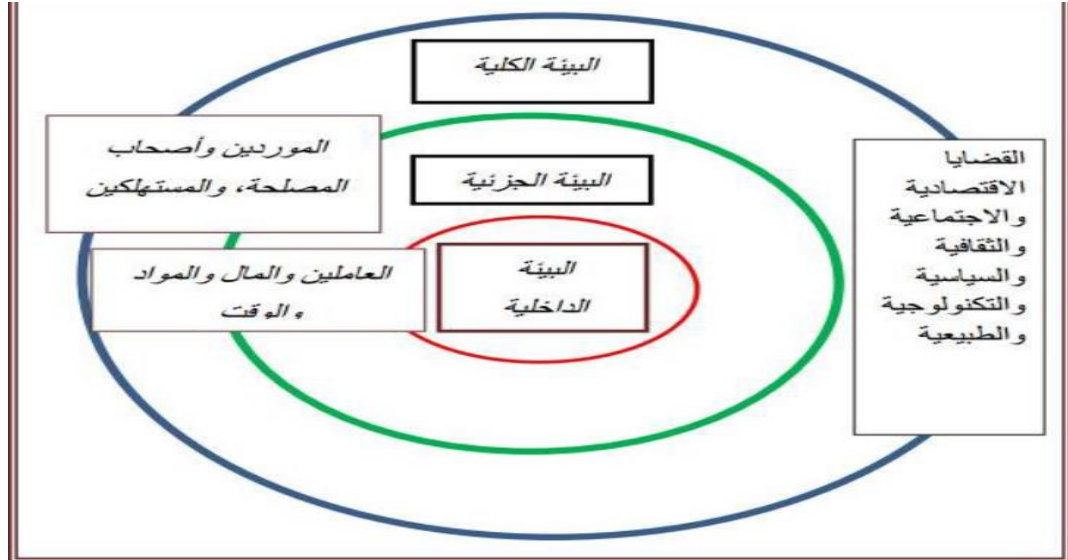 البيئة الكلية
الموردين وأصحاب
المصلحة، والمستهلكين
البيئة الجزئية
القضايا
الاقتصادية
والاجتماعية
والثقافية
والسياسية
والتكنولوجية
والطبيعية
البيئة
الداخلية
العاملين والمال والمواد
والوقت